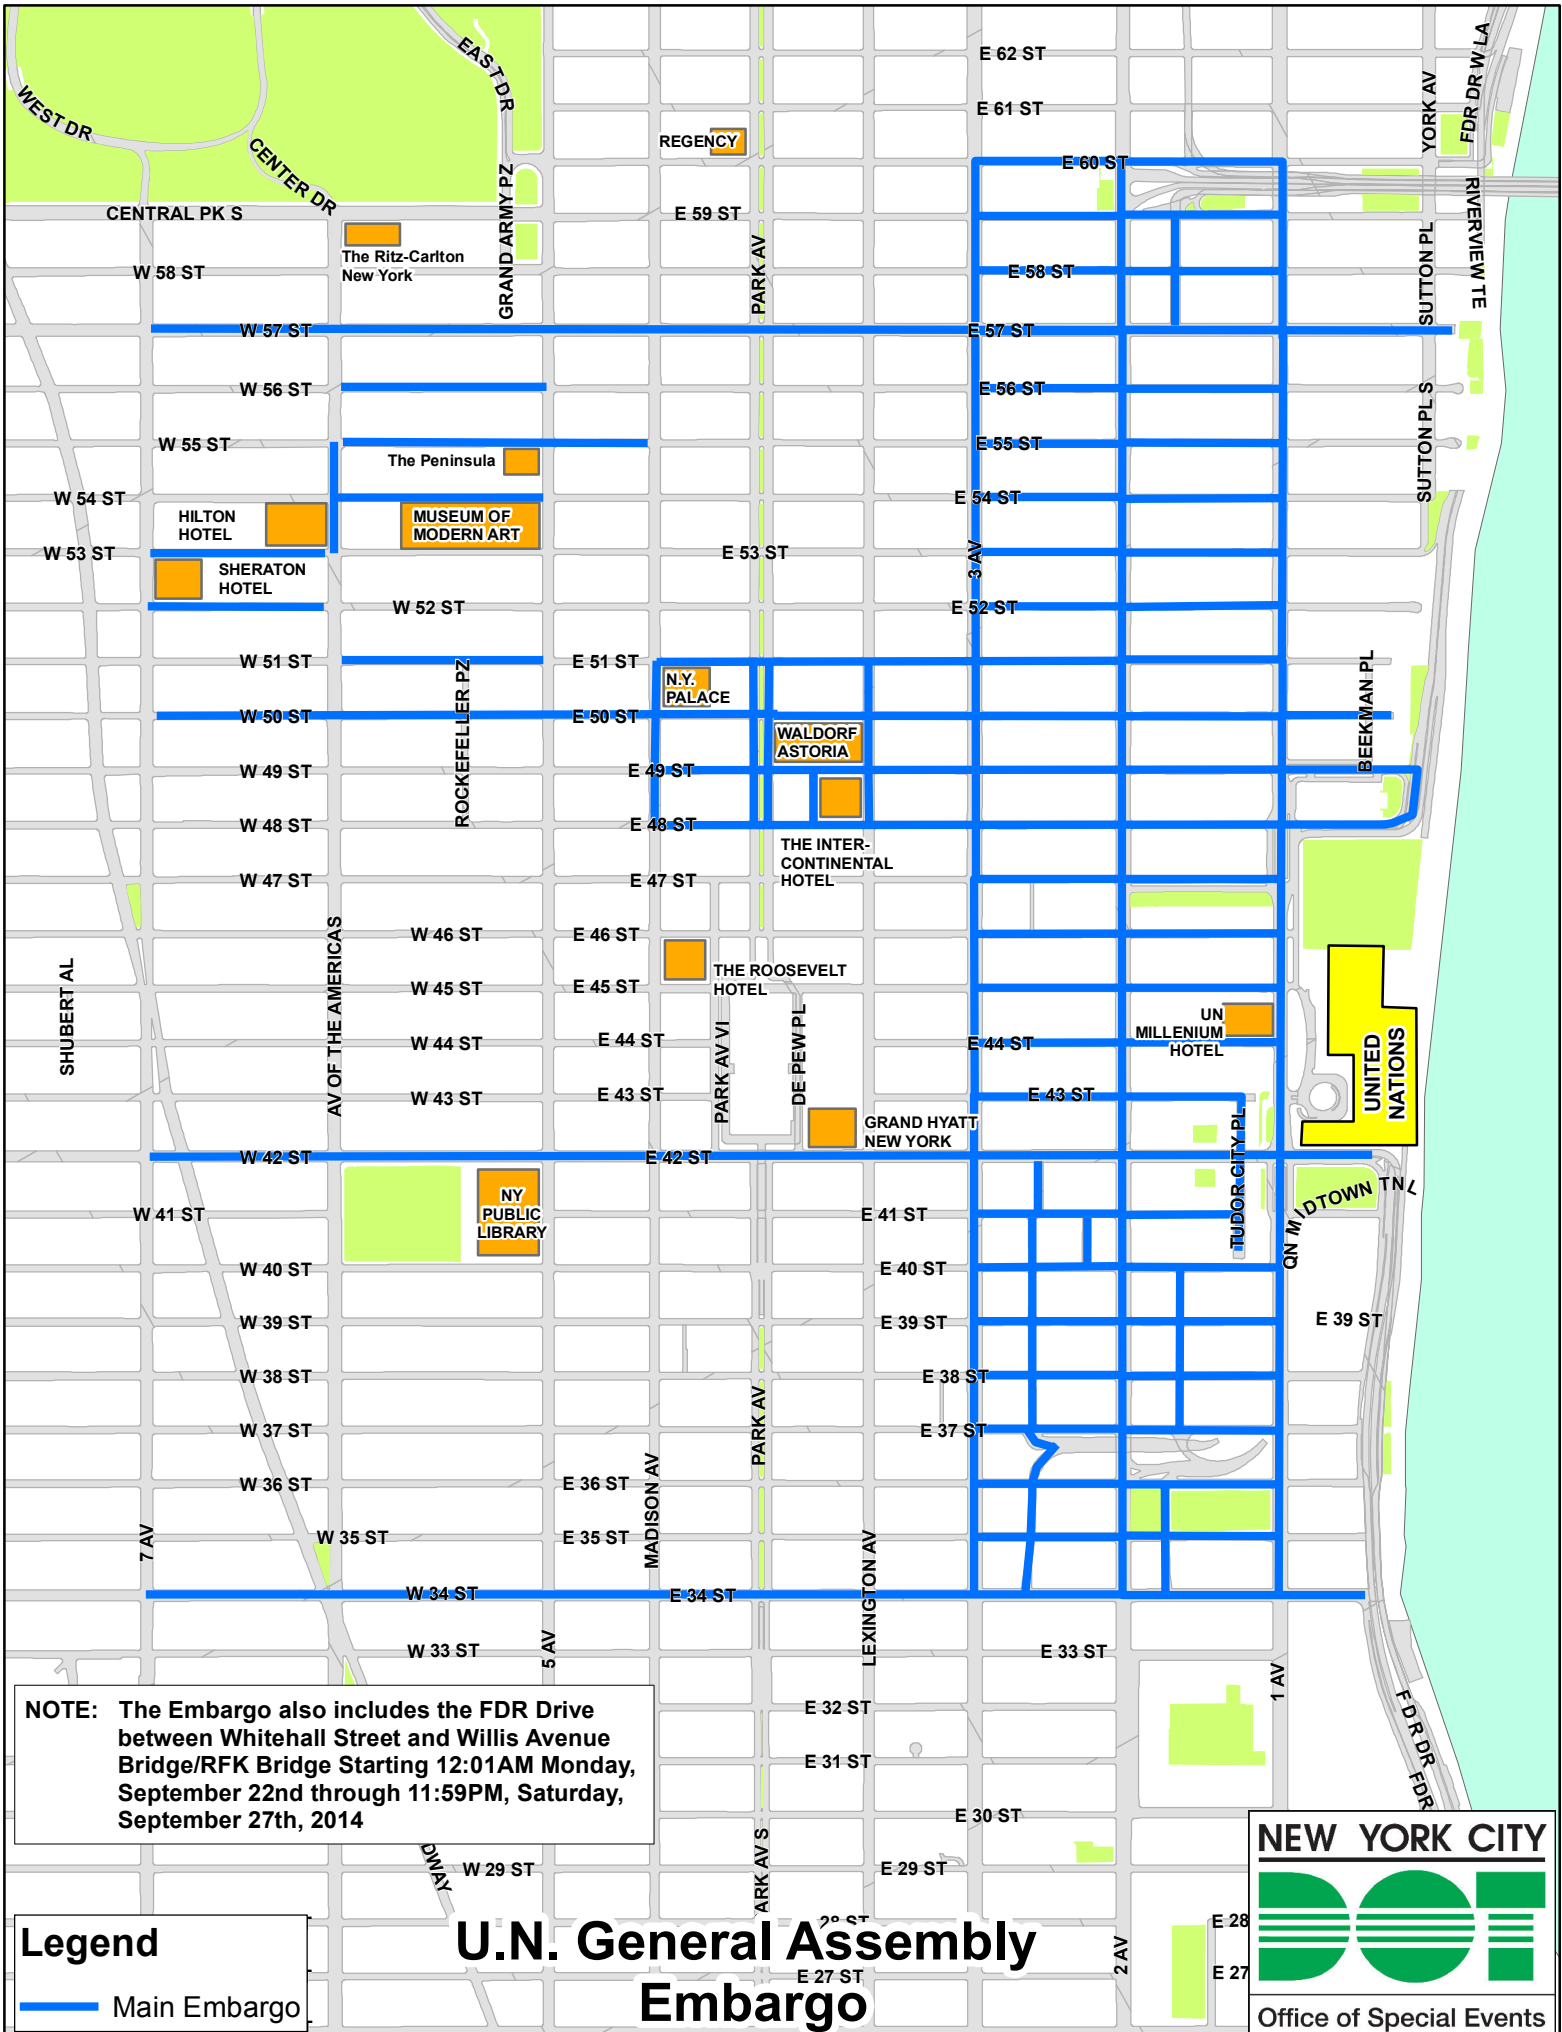 E 62 ST
EAST DR
YORK AV
FDR DR W LA
WEST DR
E 61 ST
CENTER DR
REGENCY
E 60 ST
GRAND ARMY PZ
CENTRAL PK S
E 59 ST
RIVERVIEW TE
The Ritz-Carlton
New York
PARK AV
SUTTON PL
W 58 ST
E 58 ST
W 57 ST
E 57 ST
W 56 ST
E 56 ST
SUTTON PL S
W 55 ST
E 55 ST
The Peninsula
W 54 ST
E 54 ST
HILTON
HOTEL
MUSEUM OF
MODERN ART
W 53 ST
E 53 ST
3 AV
SHERATON
HOTEL
W 52 ST
E 52 ST
W 51 ST
E 51 ST
ROCKEFELLER PZ
N.Y.
PALACE
BEEKMAN PL
W 50 ST
E 50 ST
WALDORF
ASTORIA
W 49 ST
E 49 ST
W 48 ST
E 48 ST
THE INTER-
CONTINENTAL
HOTEL
W 47 ST
E 47 ST
W 46 ST
E 46 ST
SHUBERT AL
AV OF THE AMERICAS
THE ROOSEVELT
HOTEL
W 45 ST
E 45 ST
PARK AV VI
DE PEW PL
UN
MILLENIUM
HOTEL
UNITED
NATIONS
W 44 ST
E 44 ST
E 44 ST
W 43 ST
E 43 ST
E 43 ST
GRAND HYATT
NEW YORK
TUDOR CITY PL
W 42 ST
E 42 ST
QN MIDTOWN TNL
NY
PUBLIC
LIBRARY
W 41 ST
E 41 ST
W 40 ST
E 40 ST
W 39 ST
E 39 ST
E 39 ST
W 38 ST
E 38 ST
PARK AV
W 37 ST
E 37 ST
W 36 ST
E 36 ST
MADISON AV
7 AV
W 35 ST
E 35 ST
LEXINGTON AV
W 34 ST
E 34 ST
W 33 ST
5 AV
E 33 ST
1 AV
E 32 ST
F D R DR
FDR
E 31 ST
E 30 ST
NOTE: The Embargo also includes the FDR Drive
between Whitehall Street and Willis Avenue
Bridge/RFK Bridge Starting 12:01AM Monday,
September 22nd through 11:59PM, Saturday,
September 27th, 2014
DWAY
W 29 ST
ARK AV S
E 29 ST
28 ST
E 28
2 AV
E 27 ST
E 27
U.N. General Assembly
Embargo
Legend
Main Embargo
NEW YORK CITY
DOT
Office of Special Events